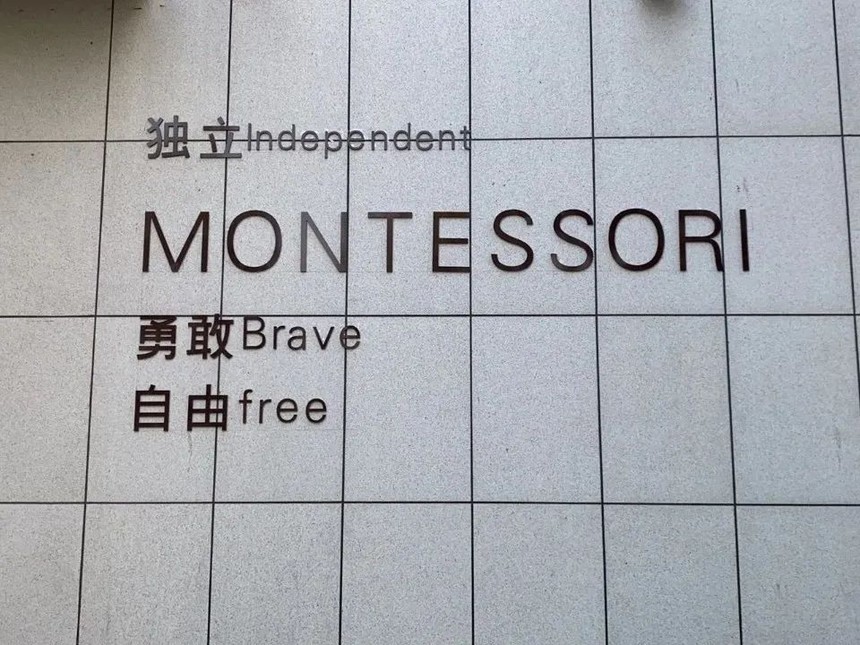 独立Independent
MONTESSORI
勇敢Brave
自由free